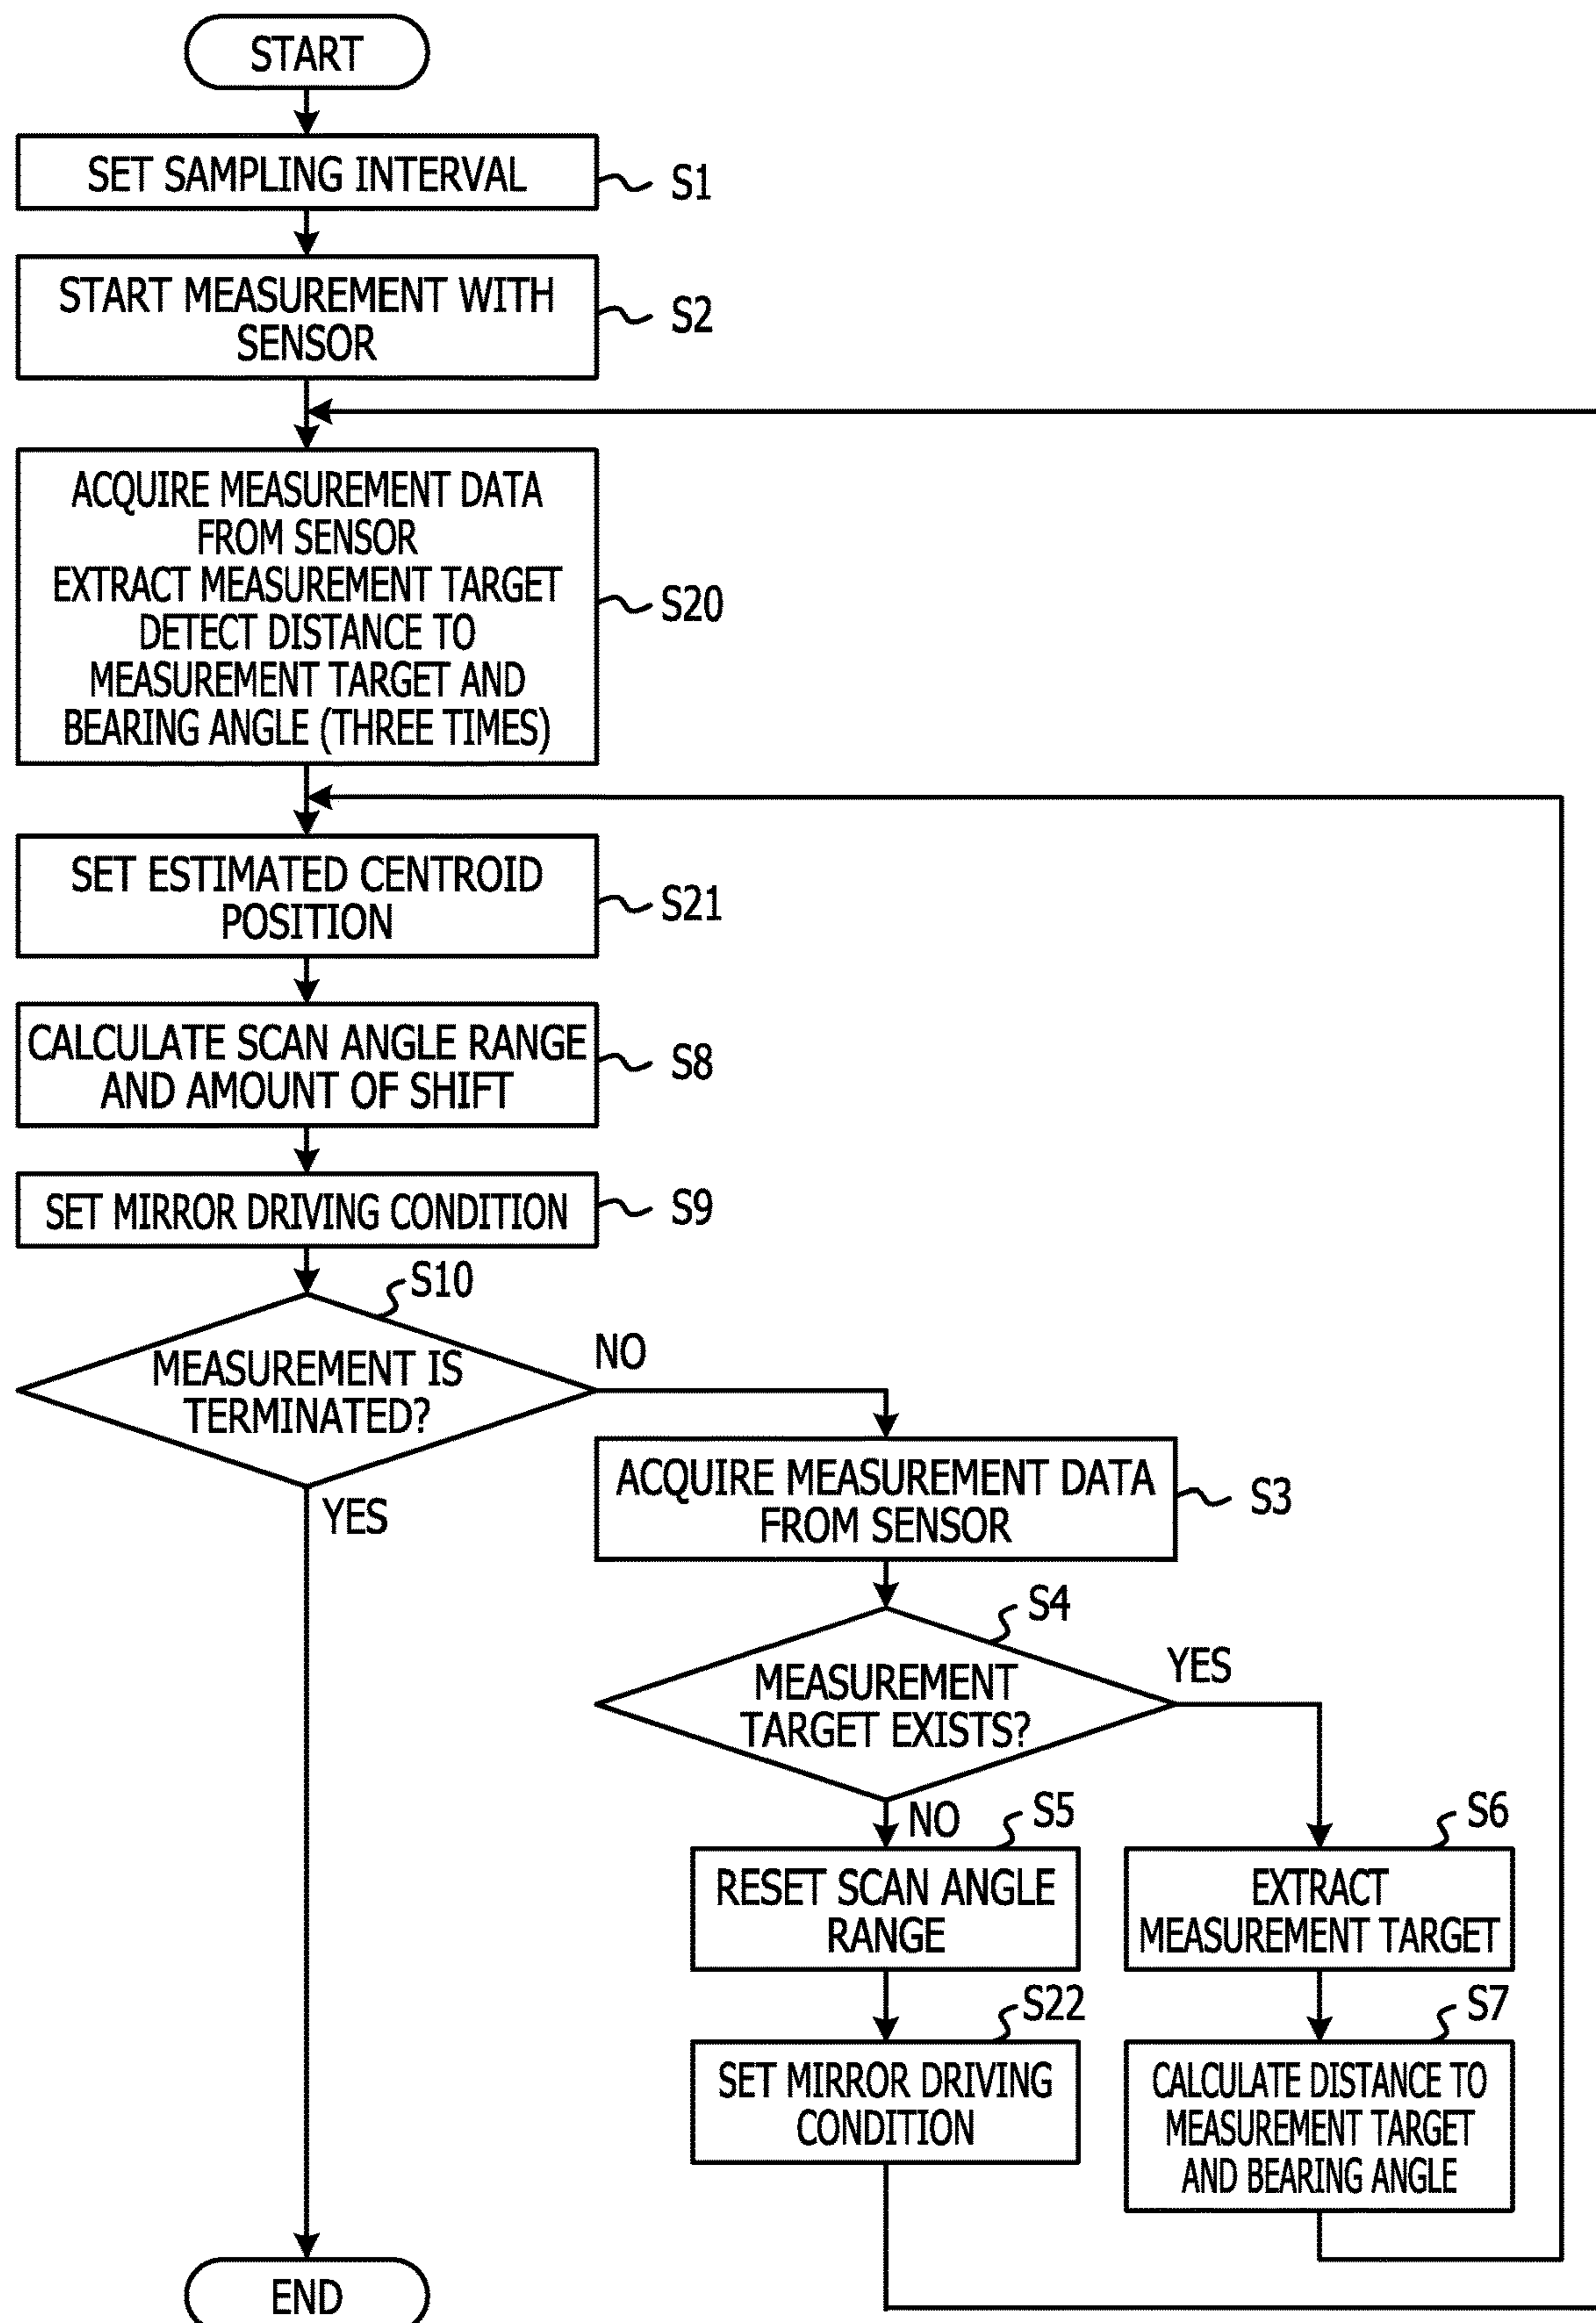 START
SET SAMPLING INTERVAL
S1
START MEASUREMENT WITH
SENSOR
S2
ACQUIRE MEASUREMENT DATA
FROM SENSOR
EXTRACT MEASUREMENT TARGET
DETECT DISTANCE TO
MEASUREMENT TARGET AND
BEARING ANGLE (THREE TIMES)
S20
SET ESTIMATED CENTROID
POSITION
S21
CALCULATE SCAN ANGLE RANGE
AND AMOUNT OF SHIFT
S8
SET MIRROR DRIVING CONDITION
S9
S10
MEASUREMENT IS
TERMINATED?
NO
YES
ACQUIRE MEASUREMENT DATA
FROM SENSOR
S3
S4
MEASUREMENT
TARGET EXISTS?
YES
NO
S5
RESET SCAN ANGLE
RANGE
S6
EXTRACT
MEASUREMENT TARGET
S22
SET MIRROR DRIVING
CONDITION
S7
CALCULATE DISTANCE TO
MEASUREMENT TARGET
AND BEARING ANGLE
END